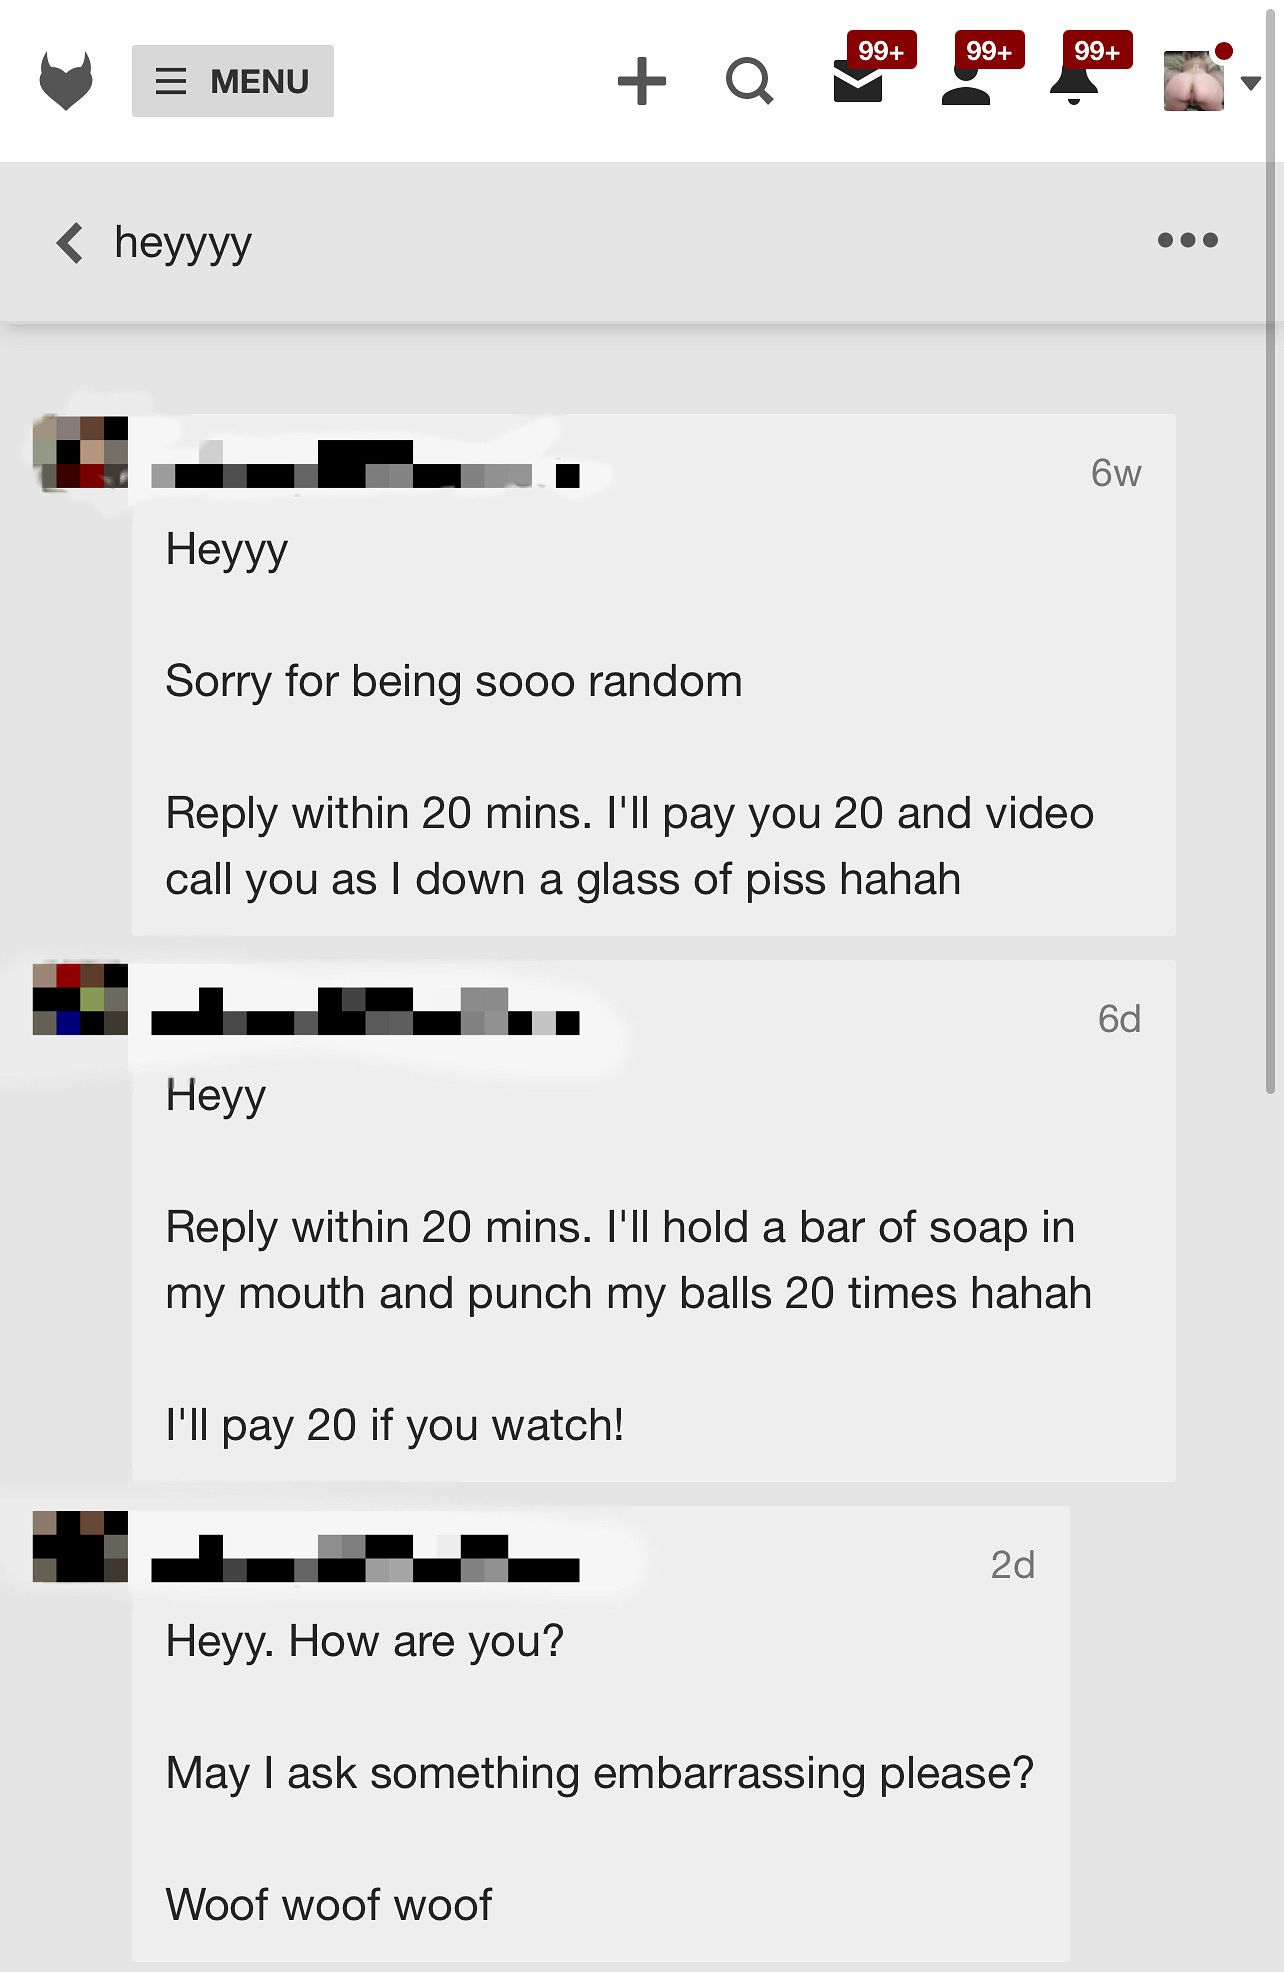 MENU
99+
99+
99+
heyyyy
6w
Heyyy
Sorry for being sooo random
Reply within 20 mins. I'll pay you 20 and video
call you as I down a glass of piss hahah
6d
Heyy
Reply within 20 mins. I'll hold a bar of soap in
my mouth and punch my balls 20 times hahah
I'll pay 20 if you watch!
2d
Heyy. How are you?
May I ask something embarrassing please?
Woof woof woof